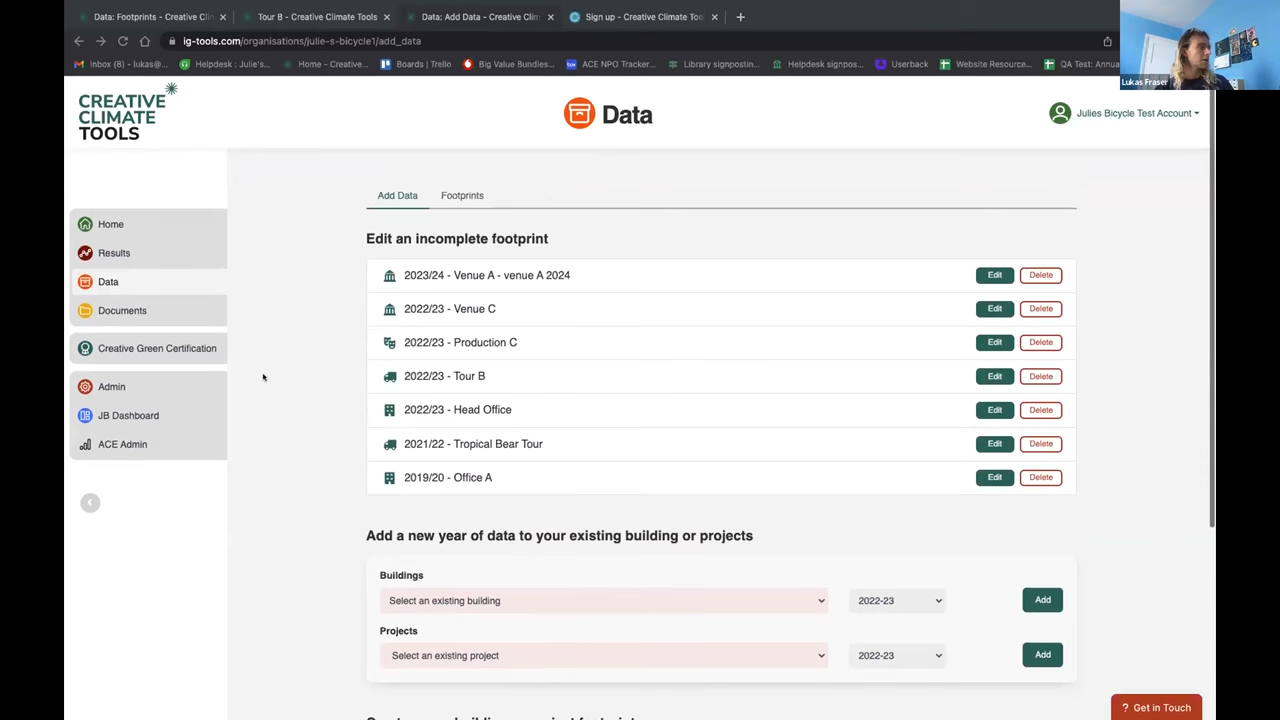 Data: Footprints - Creative Cli
Tour B - Creative Climate Tools
Data: Add Data - Creative Clim
Sign up - Creative Climate Too
ig-tools.com/organisations/julie-s-bicycle1/add_data
Inbox (8) - lukas@...
Helpdesk : Julie's...
Home - Creative...
Boards | Trello
Big Value Bundles...
ACE NPO Tracker...
Library signpostin...
Helpdesk signpos...
Userback
Website Resource...
QA Test: Annua
Lukas Fraser
CREATIVE
CLIMATE
TOOLS
Data
Julies Bicycle Test Account
Home
Results
Data
Documents
Creative Green Certification
Admin
JB Dashboard
ACE Admin
Add Data Footprints
Edit an incomplete footprint
2023/24 - Venue A - venue A 2024 Edit Delete
2022/23 - Venue C Edit Delete
2022/23 - Production C Edit Delete
2022/23 - Tour B Edit Delete
2022/23 - Head Office Edit Delete
2021/22 - Tropical Bear Tour Edit Delete
2019/20 - Office A Edit Delete
Add a new year of data to your existing building or projects
Buildings
Select an existing building 2022-23 Add
Projects
Select an existing project 2022-23 Add
? Get in Touch